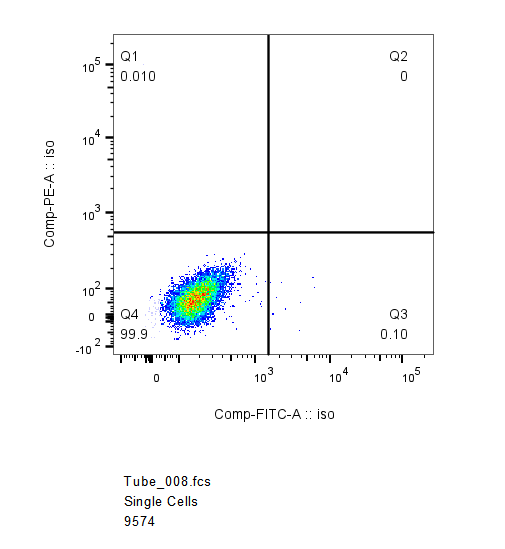 Q1
0.010
Q2
0
10^5
10^4
10^3
10^2
0
-10^2
Comp-PE-A :: iso
Q4
99.9
Q3
0.10
0
10^3
10^4
10^5
Comp-FITC-A :: iso
Tube_008.fcs
Single Cells
9574